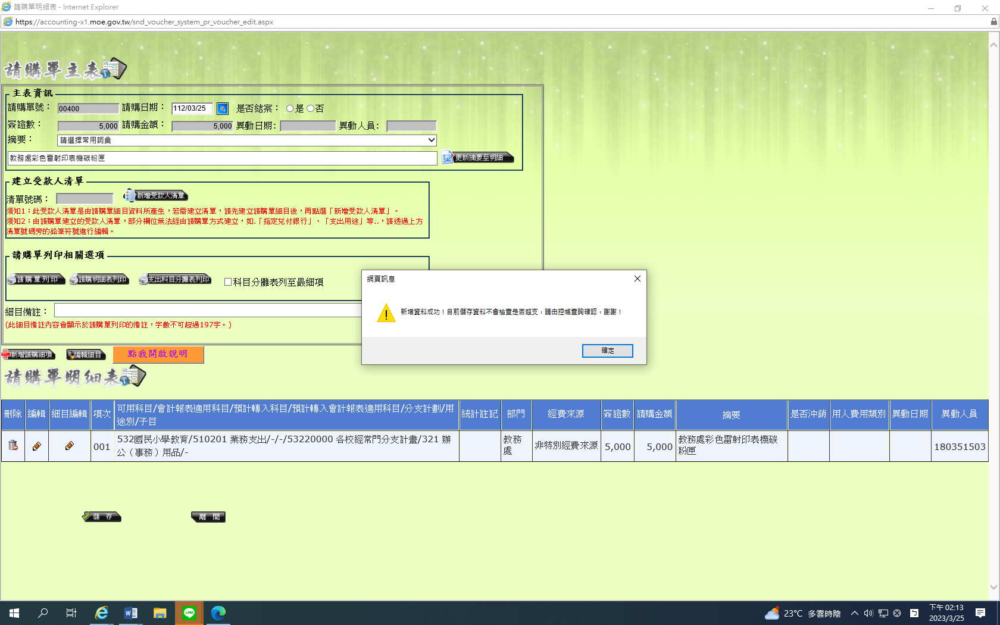 請購單明細表 - Internet Explorer
https://accounting-x1.moe.gov.tw/snd_voucher_system_pr_voucher_edit.aspx
請購單主表
主表資訊
請購單號： 00400 請購日期： 112/03/25 是否結案： 是 否
簽證數： 5,000 請購金額： 5,000 異動日期: 異動人員:
摘要： 請選擇常用詞彙
教務處彩色雷射印表機碳粉匣 更新摘要至明細
建立受款人清單
清單號碼： 新增受款人清單
須知1：此受款人清單是由請購單細目資料所產生，若需建立清單，請先建立請購單細目後，再點選「新增受款人清單」。
須知2：由請購單建立的受款人清單，部分欄位無法經由請購單方式建立，如.「指定兌付銀行」、「支出用途」等..，請透過上方
清單號碼旁的鉛筆符號進行編輯。
請購單列印相關選項
請 購 單 列 印 請購明細表列印 支出科目分攤表列印 科目分攤表列至最細項
細目備註：
(此細目備註內容會顯示於請購單列印的備註，字數不可超過197字。)
網頁訊息
新增資料成功！目前儲存資料不會檢查是否超支，請由控帳查詢確認，謝謝！
確定
新增請購細項 編輯細目 點我開啟說明
請購單明細表
刪除 編輯 細目編輯 項次 可用科目/會計報表適用科目/預計轉入科目/預計轉入會計報表適用科目/分支計劃/用
途別/子目 統計註記 部門 經費來源 簽證數 請購金額 摘要 是否沖銷 用人費用類別 異動日期 異動人員
001 532國民小學教育/510201 業務支出/-/-/53220000 各校經常門分支計畫/321 辦
公（事務）用品/- 教務
處 非特別經費來源 5,000 5,000 教務處彩色雷射印表機碳
粉匣 180351503
儲 存 離 開
23°C 多雲時陰 下午 02:13
2023/3/25